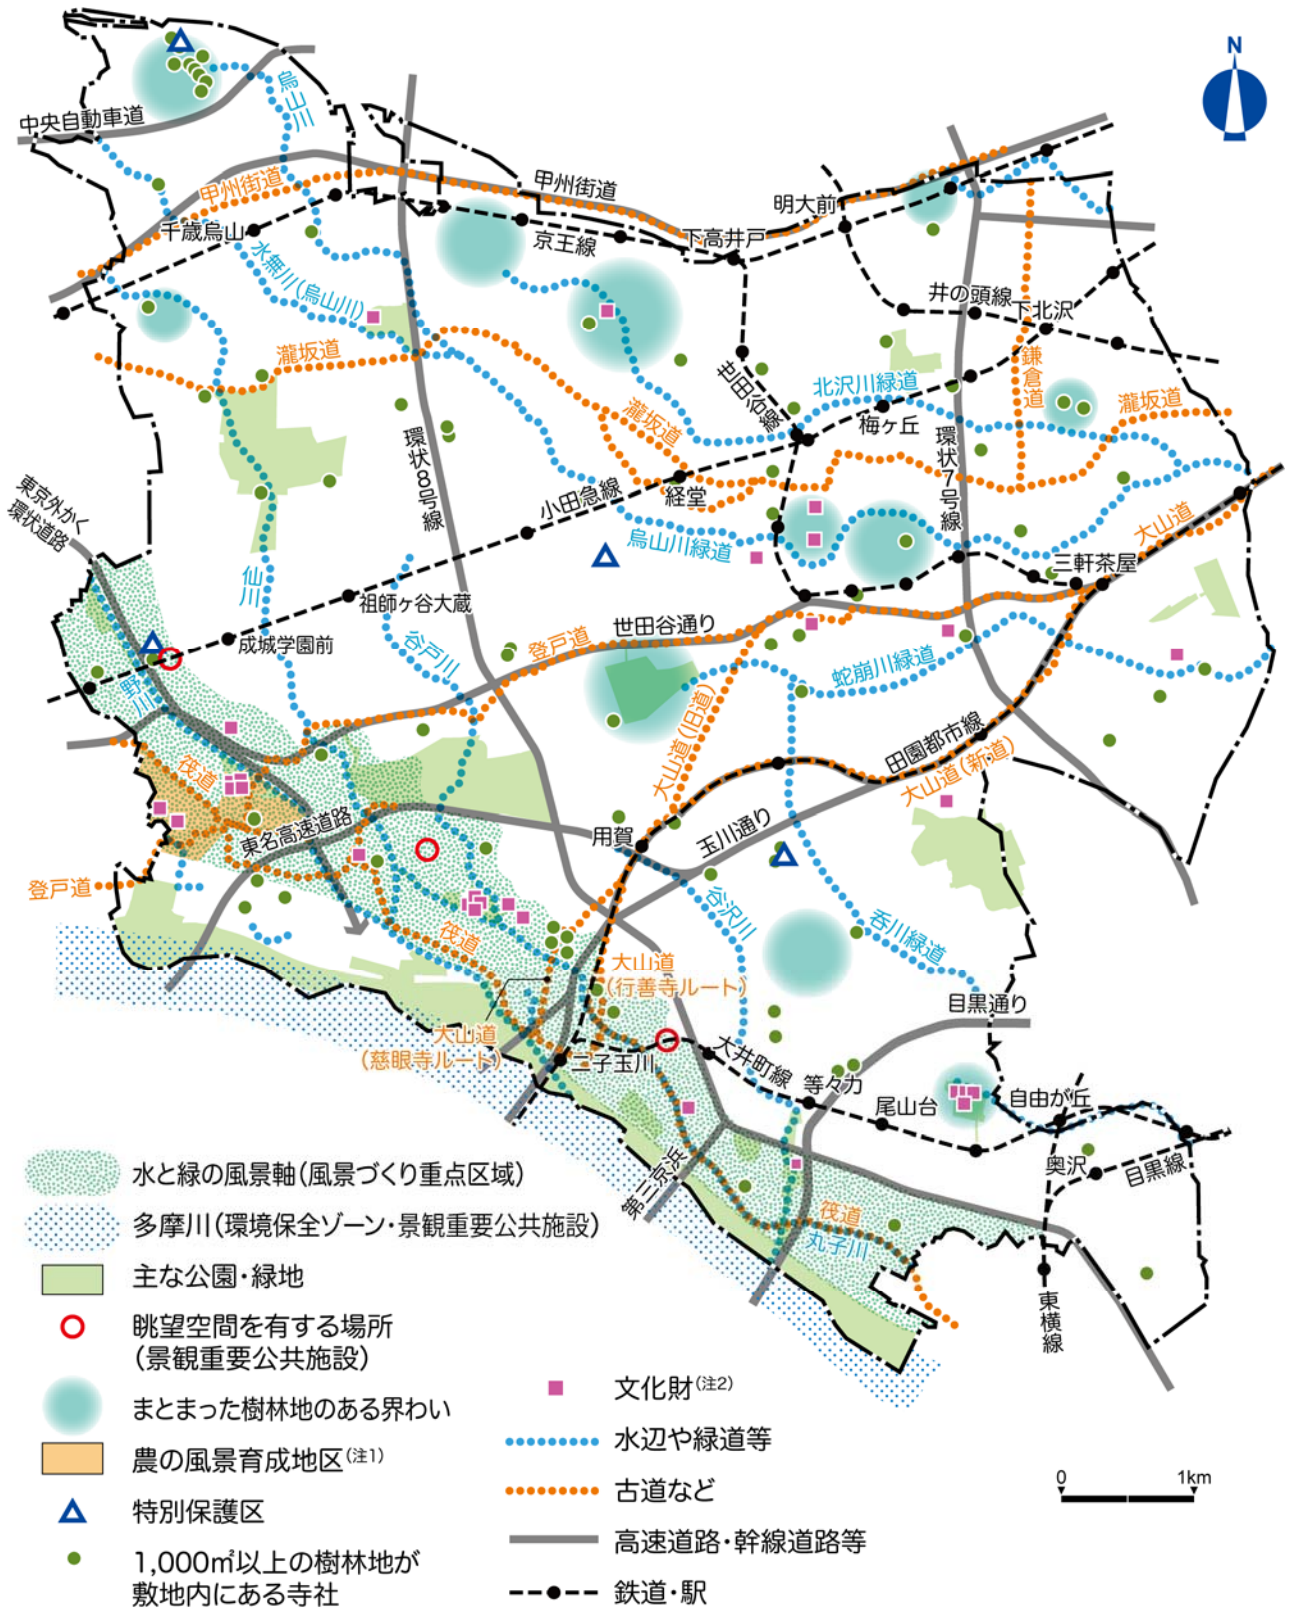 N
烏山川
中央自動車道
甲州街道
甲州街道
明大前
千歳烏山
京王線
下高井戸
水無川(烏山川)
井の頭線
下北沢
瀧坂道
鎌倉道
世田谷線
北沢川緑道
瀧坂道
瀧坂道
梅ヶ丘
環状8号線
環状7号線
東京外かく
環状道路
小田急線
経堂
大山道
烏山川緑道
仙川
三軒茶屋
祖師ヶ谷大蔵
成城学園前
谷戸川
登戸道
世田谷通り
蛇崩川緑道
野川
大山道(旧道)
田園都市線
大山道(新道)
筏道
東名高速道路
用賀
玉川通り
登戸道
谷沢川
呑川緑道
筏道
大山道
(行善寺ルート)
目黒通り
大山道
(慈眼寺ルート)
二子玉川
大井町線
等々力
尾山台
自由が丘
奥沢
目黒線
第三京浜
筏道
丸子川
東横線
水と緑の風景軸(風景づくり重点区域)
多摩川(環境保全ゾーン・景観重要公共施設)
主な公園・緑地
眺望空間を有する場所
(景観重要公共施設)
まとまった樹林地のある界わい
農の風景育成地区(注1)
特別保護区
1,000㎡以上の樹林地が
敷地内にある寺社
文化財(注2)
水辺や緑道等
古道など
高速道路・幹線道路等
鉄道・駅
0 1km